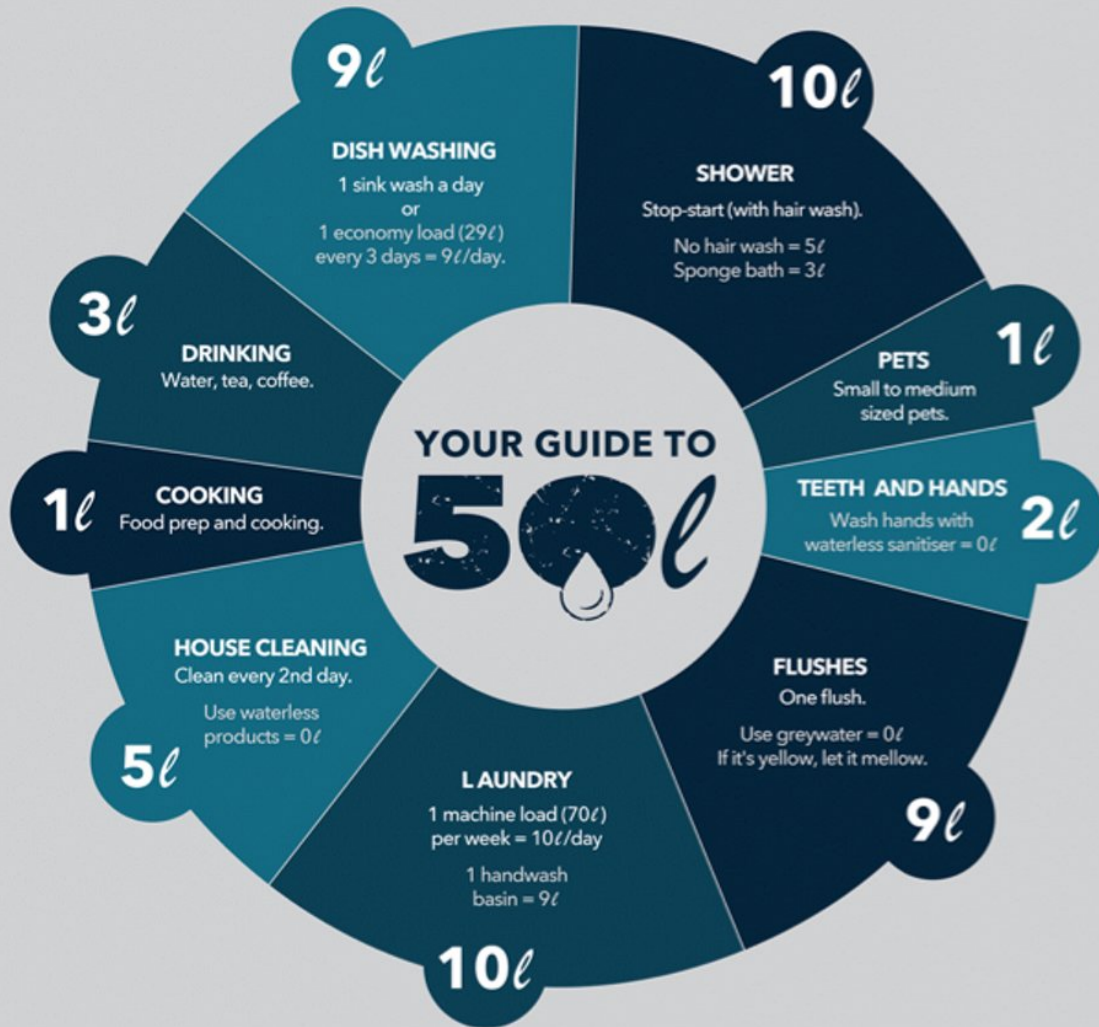 YOUR GUIDE TO
50ℓ
10ℓ
SHOWER
Stop-start (with hair wash).
No hair wash = 5ℓ
Sponge bath = 3ℓ
1ℓ
PETS
Small to medium
sized pets.
2ℓ
TEETH AND HANDS
Wash hands with
waterless sanitiser = 0ℓ
9ℓ
FLUSHES
One flush.
Use greywater = 0ℓ
If it's yellow, let it mellow.
10ℓ
LAUNDRY
1 machine load (70ℓ)
per week = 10ℓ/day
1 handwash
basin = 9ℓ
5ℓ
HOUSE CLEANING
Clean every 2nd day.
Use waterless
products = 0ℓ
1ℓ
COOKING
Food prep and cooking.
3ℓ
DRINKING
Water, tea, coffee.
9ℓ
DISH WASHING
1 sink wash a day
or
1 economy load (29ℓ)
every 3 days = 9ℓ/day.